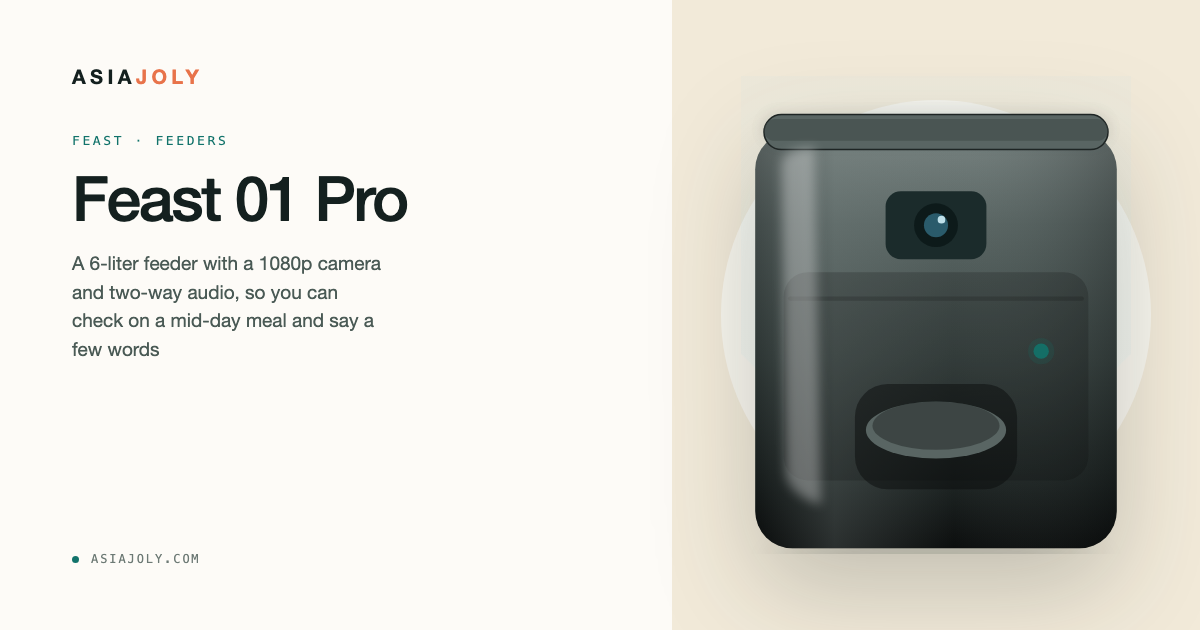 ASIAJOLY
FEAST · FEEDERS
Feast 01 Pro
A 6-liter feeder with a 1080p camera
and two-way audio, so you can
check on a mid-day meal and say a
few words
ASIAJOLY.COM